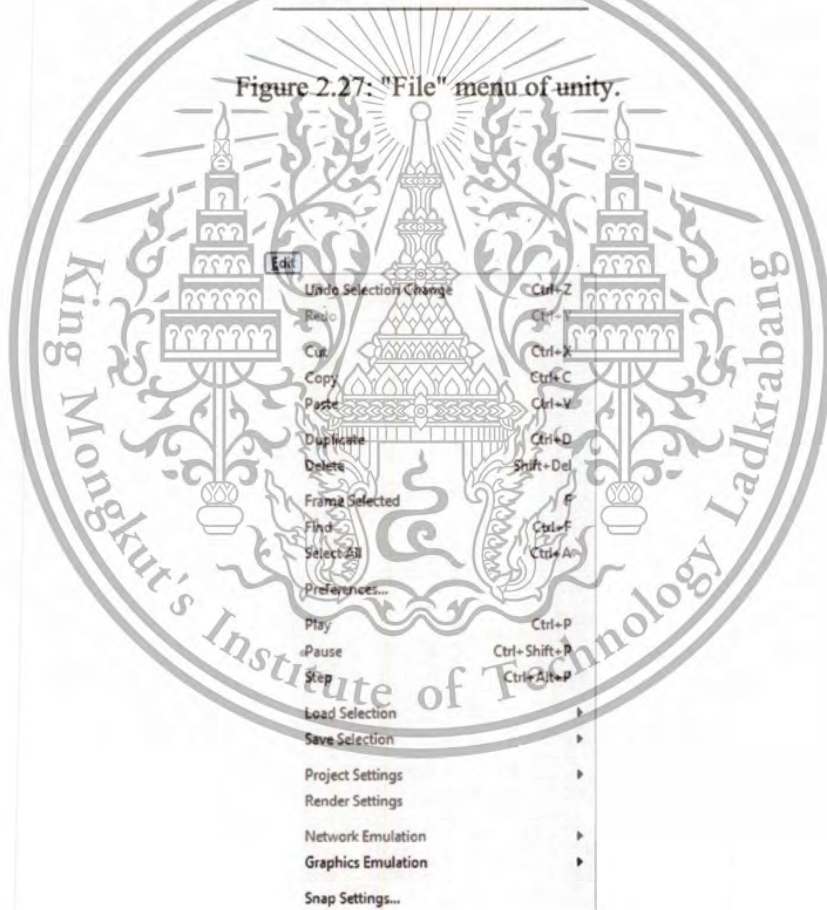 Figure 2.27: "File" menu of unity.
Edit
Undo Selection Change Ctrl+Z
Redo Ctrl+Y
Cut Ctrl+X
Copy Ctrl+C
Paste Ctrl+V
Duplicate Ctrl+D
Delete Shift+Del
Frame Selected F
Find Ctrl+F
Select All Ctrl+A
Preferences...
Play Ctrl+P
Pause Ctrl+Shift+P
Step Ctrl+Alt+P
Load Selection
Save Selection
Project Settings
Render Settings
Network Emulation
Graphics Emulation
Snap Settings...
King Mongkut's Institute of Technology Ladkrabang